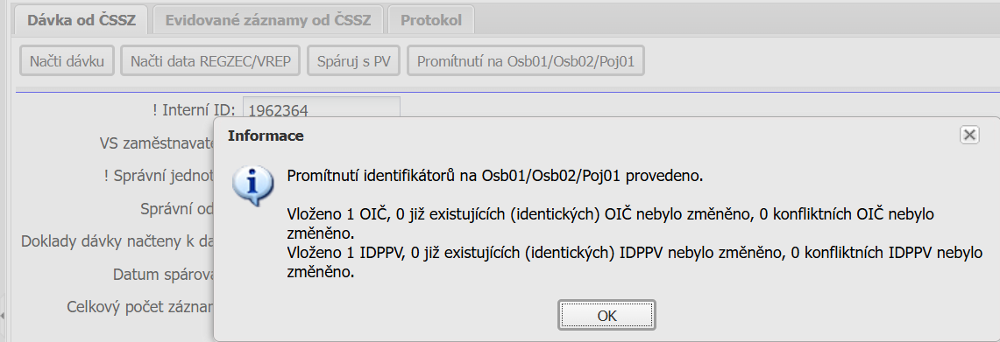 Dávka od ČSSZ
Evidované záznamy od ČSSZ
Protokol
Načti dávku
Načti data REGZEC/VREP
Spáruj s PV
Promítnutí na Osb01/Osb02/Poj01
! Interní ID: 1962364
VS zaměstnavate
! Správní jednot
Správní od
Doklady dávky načteny k da
Datum spárova
Celkový počet záznam
Informace
Promítnutí identifikátorů na Osb01/Osb02/Poj01 provedeno.
Vloženo 1 OIČ, 0 již existujících (identických) OIČ nebylo změněno, 0 konfliktních OIČ nebylo
změněno.
Vloženo 1 IDPPV, 0 již existujících (identických) IDPPV nebylo změněno, 0 konfliktních IDPPV nebylo
změněno.
OK